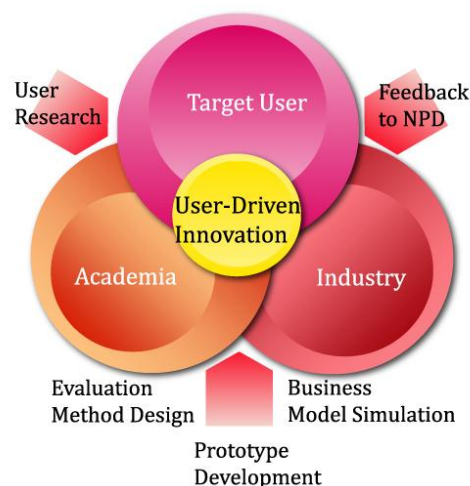 User
Research
Target User
Feedback
to NPD
User-Driven
Innovation
Academia
Industry
Evaluation
Method Design
Business
Model Simulation
Prototype
Development